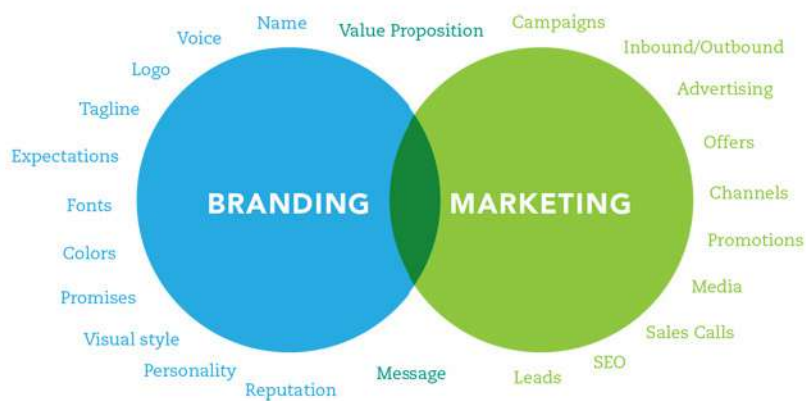 Name
Value Proposition
Campaigns
Voice
Inbound/Outbound
Logo
Advertising
Tagline
Offers
Expectations
BRANDING
MARKETING
Channels
Fonts
Promotions
Colors
Media
Promises
Sales Calls
Visual style
SEO
Personality
Message
Leads
Reputation